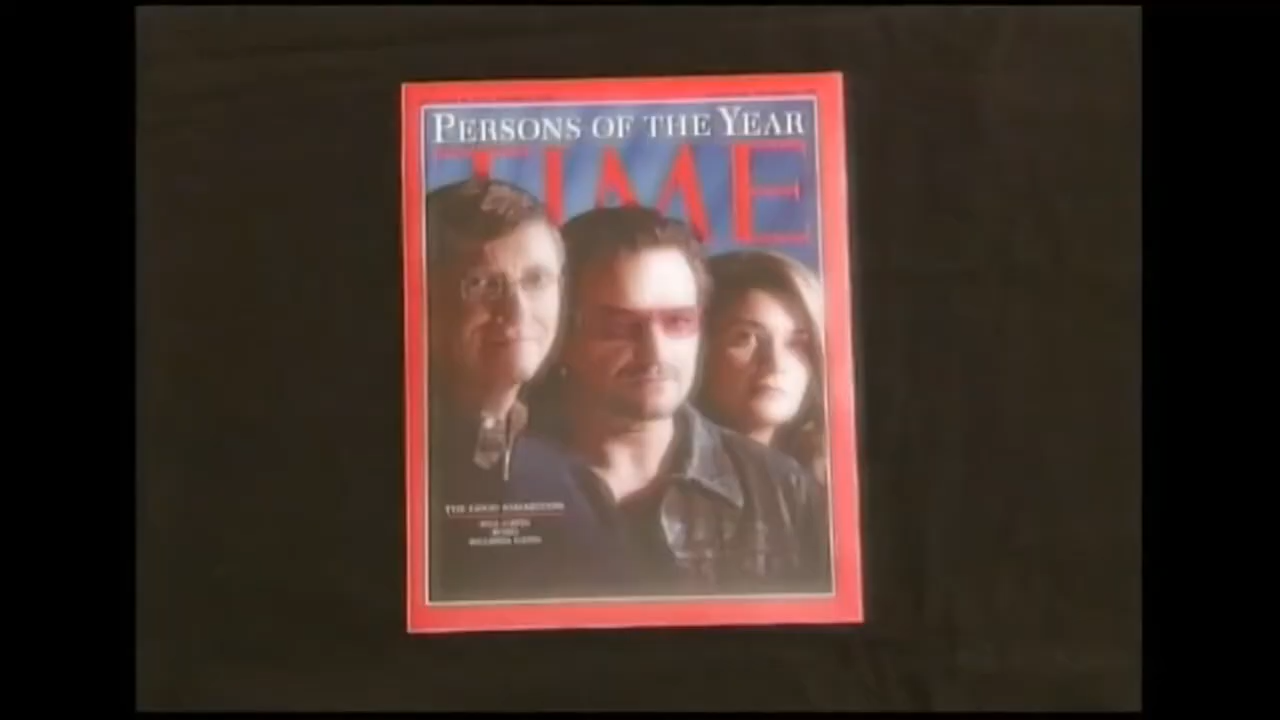 PERSONS OF THE YEAR
TIME
THE GOOD SAMARITANS
BILL GATES
BONO
MELINDA GATES